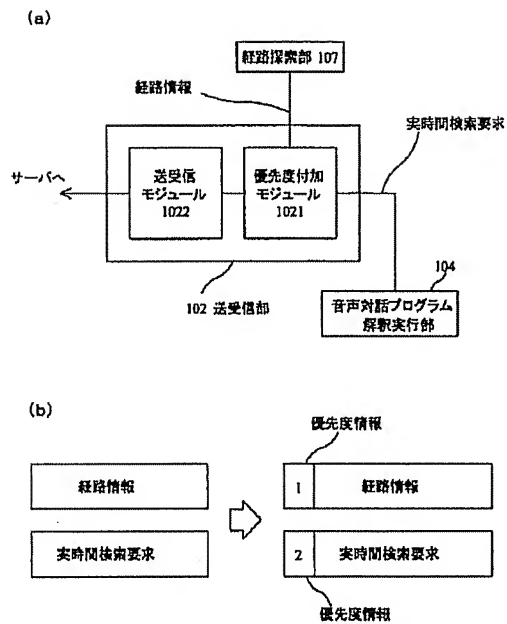 (a)
経路探索部 107
経路情報
実時間検索要求
サーバへ
送受信
モジュール
1022
優先度付加
モジュール
1021
102 送受信部
104
音声対話プログラム
解釈実行部
(b)
優先度情報
経路情報
1 経路情報
実時間検索要求
2 実時間検索要求
優先度情報